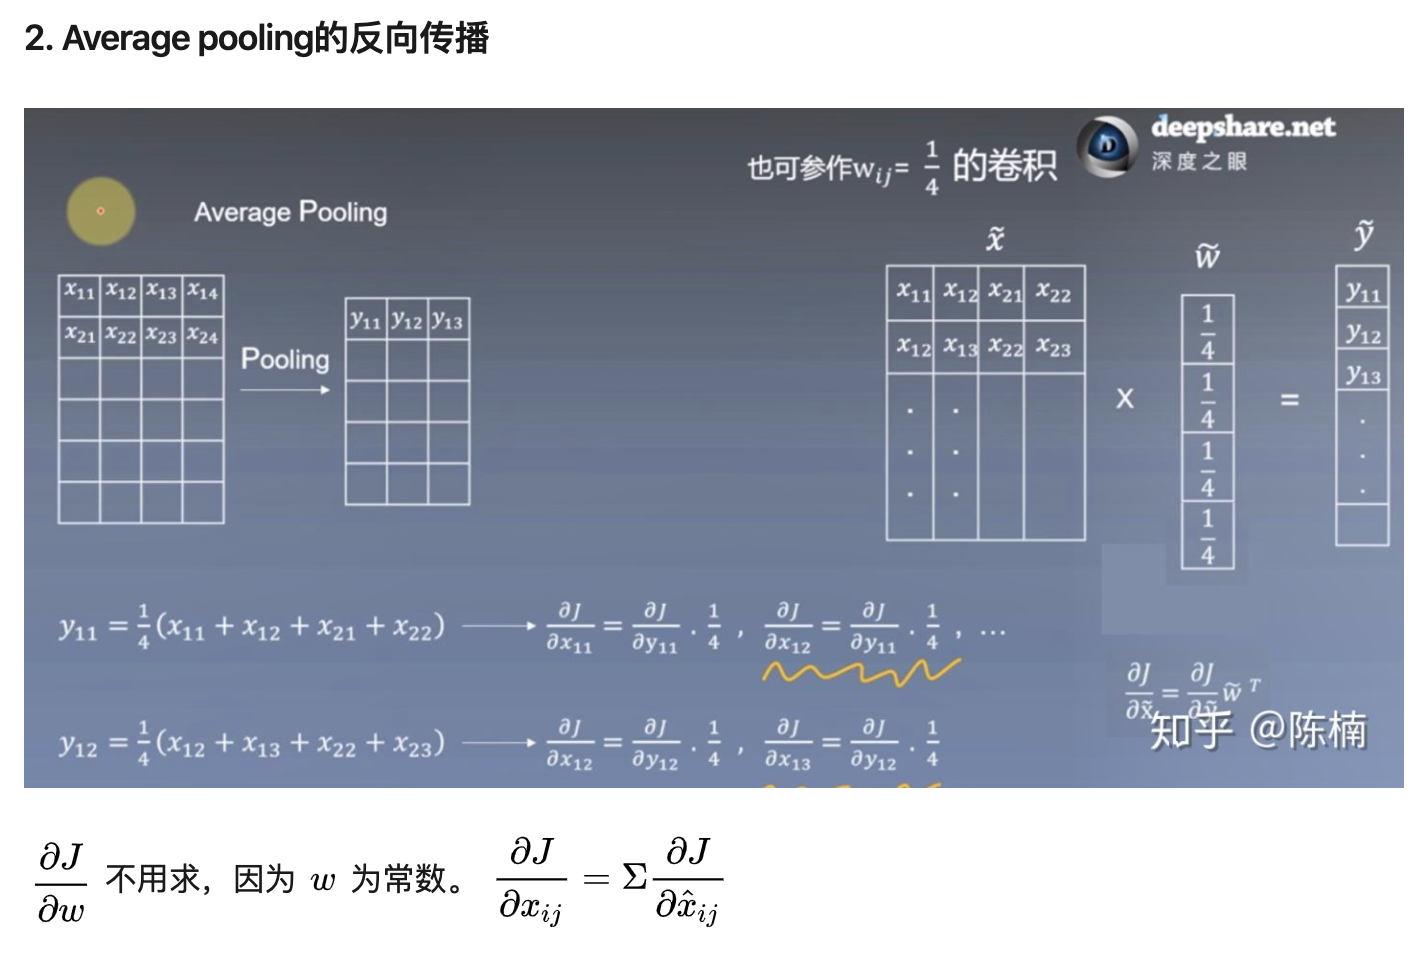 2. Average pooling的反向传播
deepshare.net
深度之眼
也可参作w_{ij}= 1/4 的卷积
Average Pooling
x̃
w̃
ỹ
x₁₁ x₁₂ x₁₃ x₁₄
x₂₁ x₂₂ x₂₃ x₂₄
Pooling
y₁₁ y₁₂ y₁₃
x₁₁ x₁₂ x₂₁ x₂₂
x₁₂ x₁₃ x₂₂ x₂₃
. .
. .
. .
X
1/4
1/4
1/4
1/4
=
y₁₁
y₁₂
y₁₃
.
.
.
y₁₁ = 1/4(x₁₁ + x₁₂ + x₂₁ + x₂₂) → ∂J/∂x₁₁ = ∂J/∂y₁₁ · 1/4 , ∂J/∂x₁₂ = ∂J/∂y₁₁ · 1/4 , …
∂J/∂x̃ = ∂J/∂ỹ w̃ᵀ
y₁₂ = 1/4(x₁₂ + x₁₃ + x₂₂ + x₂₃) → ∂J/∂x₁₂ = ∂J/∂y₁₂ · 1/4 , ∂J/∂x₁₃ = ∂J/∂y₁₂ · 1/4
知乎 @陈楠
∂J/∂w 不用求，因为 w 为常数。 ∂J/∂x_{ij} = Σ ∂J/∂x̂_{ij}